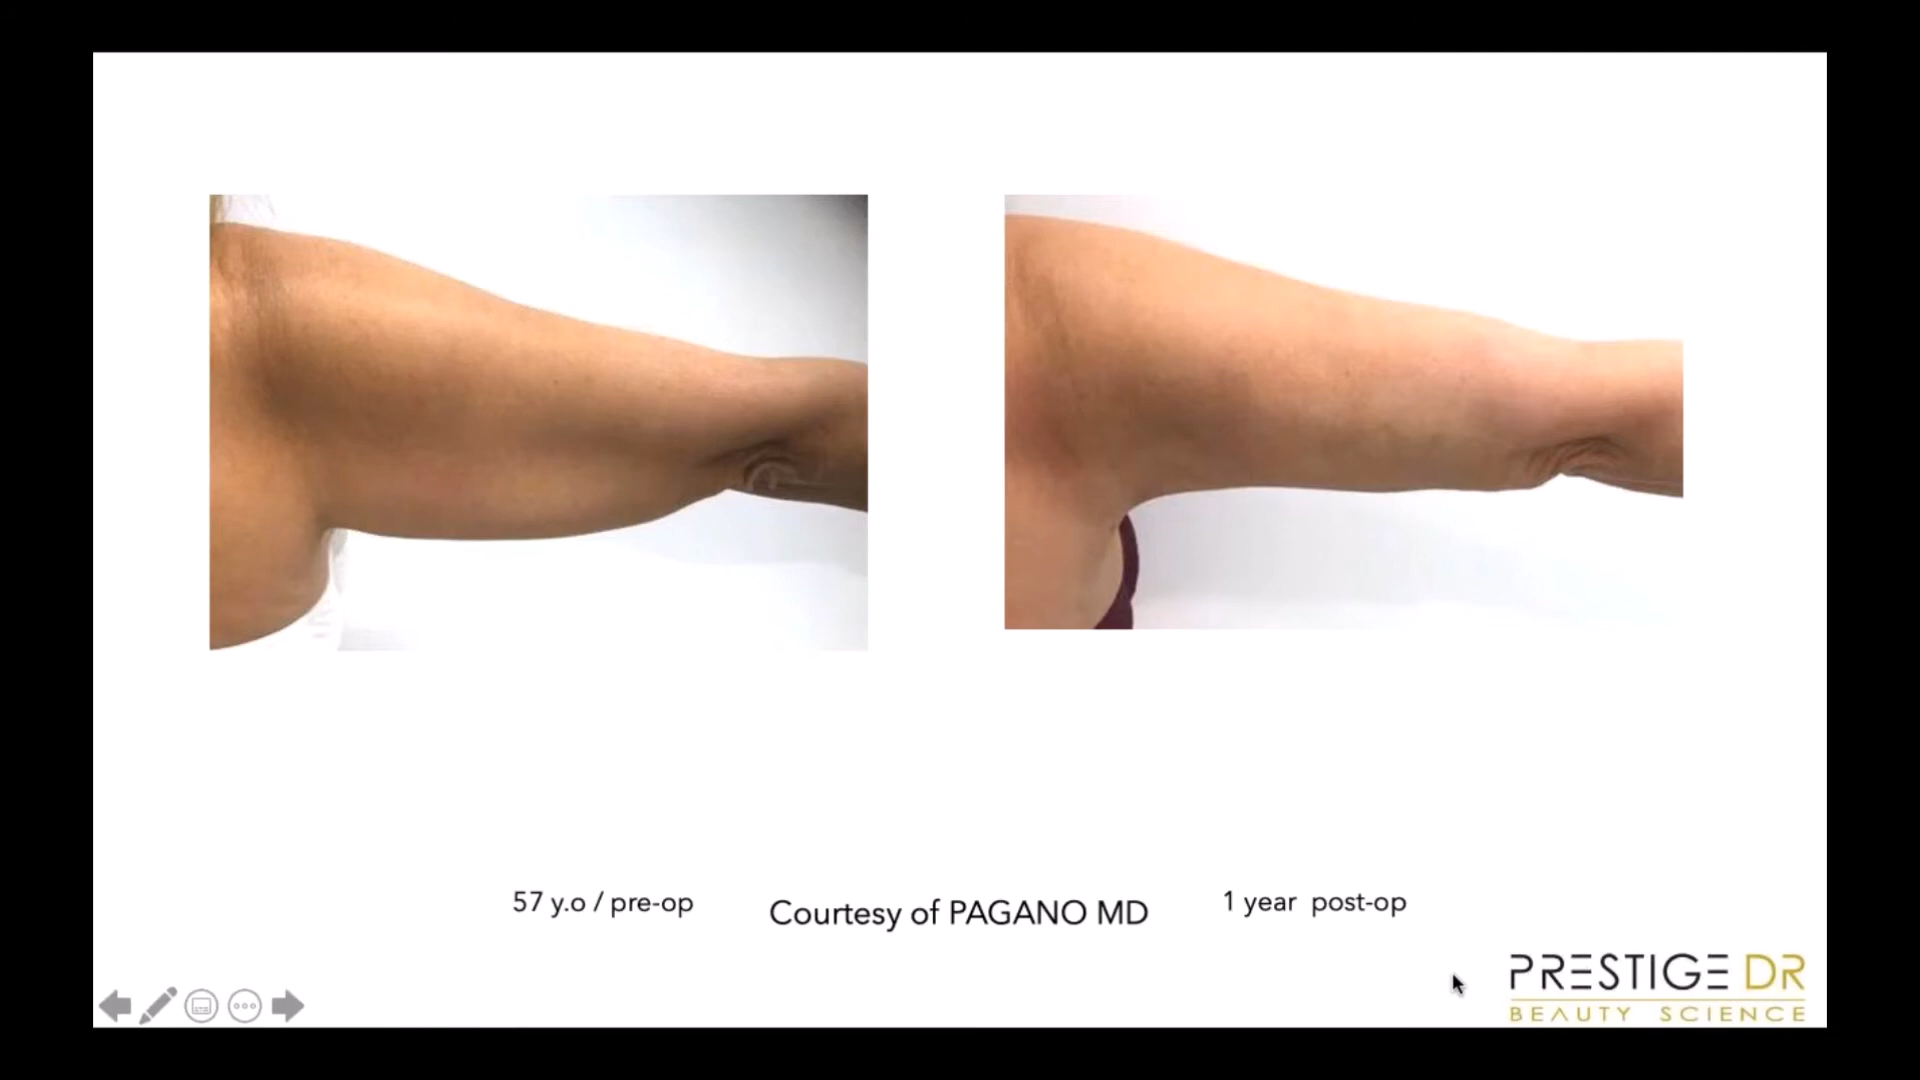 57 y.o / pre-op
Courtesy of PAGANO MD
1 year post-op
PRESTIGE DR
BEAUTY SCIENCE